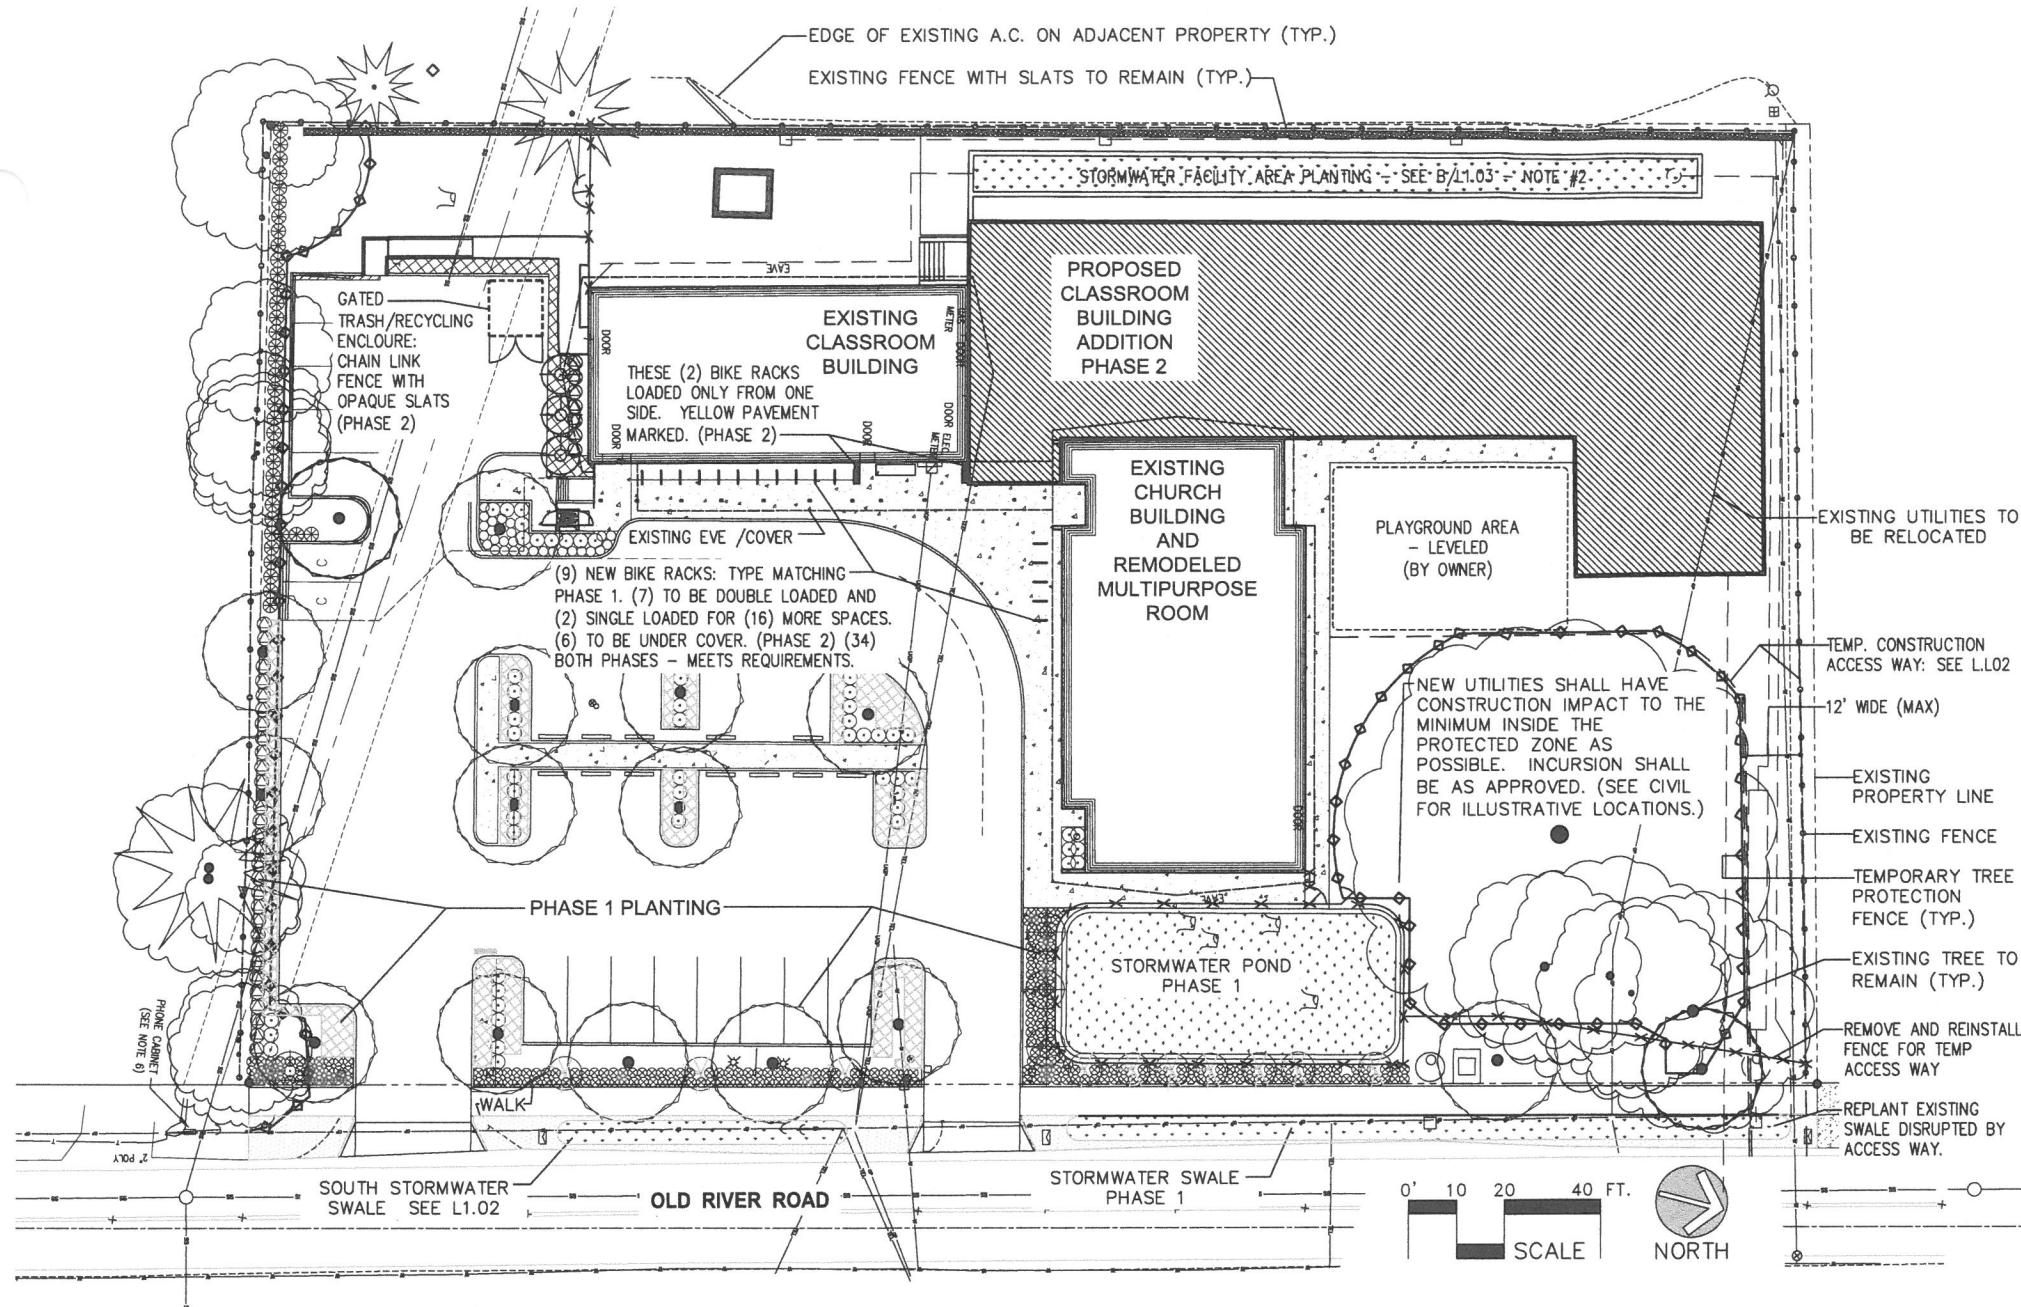 EDGE OF EXISTING A.C. ON ADJACENT PROPERTY (TYP.)
EXISTING FENCE WITH SLATS TO REMAIN (TYP.)
STORMWATER FACILITY AREA PLANTING - SEE B/L1.03 - NOTE #2
EAVE
GATED
TRASH/RECYCLING
ENCLOURE:
CHAIN LINK
FENCE WITH
OPAQUE SLATS
(PHASE 2)
DOOR
DOOR
EXISTING
CLASSROOM
BUILDING
THESE (2) BIKE RACKS
LOADED ONLY FROM ONE
SIDE. YELLOW PAVEMENT
MARKED. (PHASE 2)
METER
DOOR
DOOR
DOOR
ELEC
METER
PROPOSED
CLASSROOM
BUILDING
ADDITION
PHASE 2
EXISTING
CHURCH
BUILDING
AND
REMODELED
MULTIPURPOSE
ROOM
DOOR
EAVE
PLAYGROUND AREA
- LEVELED
(BY OWNER)
EXISTING UTILITIES TO
BE RELOCATED
EXISTING EVE /COVER
(9) NEW BIKE RACKS: TYPE MATCHING
PHASE 1. (7) TO BE DOUBLE LOADED AND
(2) SINGLE LOADED FOR (16) MORE SPACES.
(6) TO BE UNDER COVER. (PHASE 2) (34)
BOTH PHASES - MEETS REQUIREMENTS.
C
C
TEMP. CONSTRUCTION
ACCESS WAY: SEE L.L02
12' WIDE (MAX)
NEW UTILITIES SHALL HAVE
CONSTRUCTION IMPACT TO THE
MINIMUM INSIDE THE
PROTECTED ZONE AS
POSSIBLE. INCURSION SHALL
BE AS APPROVED. (SEE CIVIL
FOR ILLUSTRATIVE LOCATIONS.)
EXISTING
PROPERTY LINE
EXISTING FENCE
TEMPORARY TREE
PROTECTION
FENCE (TYP.)
EXISTING TREE TO
REMAIN (TYP.)
REMOVE AND REINSTALL
FENCE FOR TEMP
ACCESS WAY
REPLANT EXISTING
SWALE DISRUPTED BY
ACCESS WAY.
PHASE 1 PLANTING
STORMWATER POND
PHASE 1
PHONE CABINET
(SEE NOTE 6)
WALK
2" POLY
SOUTH STORMWATER
SWALE SEE L1.02
OLD RIVER ROAD
STORMWATER SWALE
PHASE 1
0' 10 20 40 FT.
SCALE
NORTH